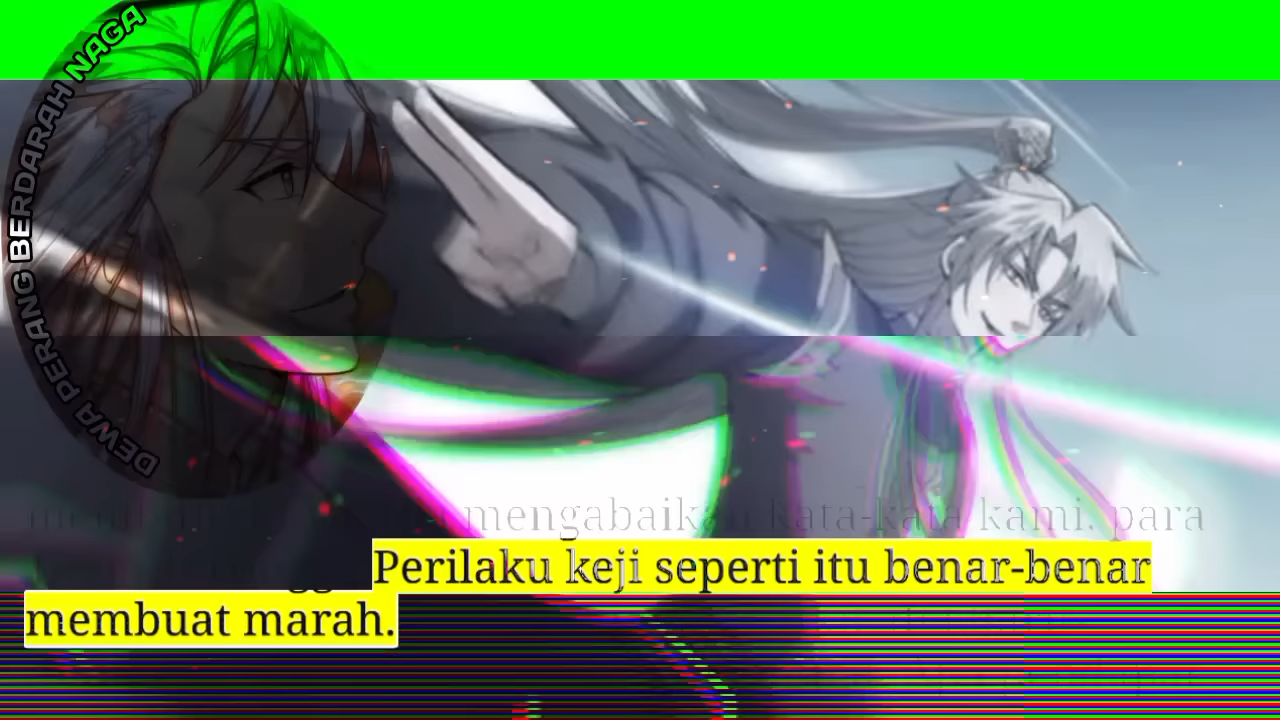 DEWA PERANG BERDARAH NAGA
mengabaikan kata-kata kami. para
Perilaku keji seperti itu benar-benar
membuat marah.